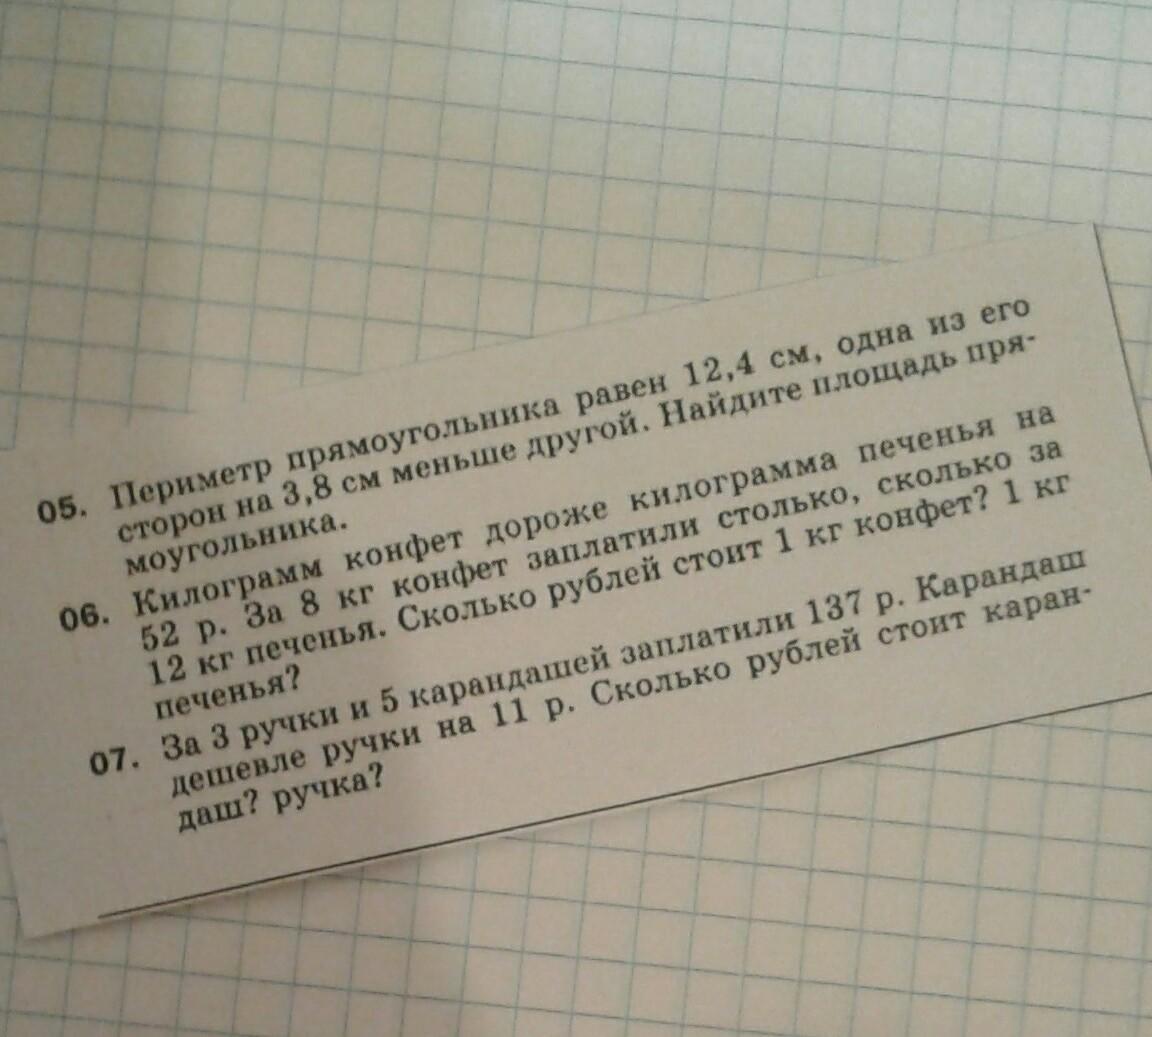 05. Периметр прямоугольника равен 12,4 см, одна из его
сторон на 3,8 см меньше другой. Найдите площадь пря-
моугольника.
06. Килограмм конфет дороже килограмма печенья на
52 р. За 8 кг конфет заплатили столько, сколько за
12 кг печенья. Сколько рублей стоит 1 кг конфет? 1 кг
печенья?
07. За 3 ручки и 5 карандашей заплатили 137 р. Карандаш
дешевле ручки на 11 р. Сколько рублей стоит каран-
даш? ручка?